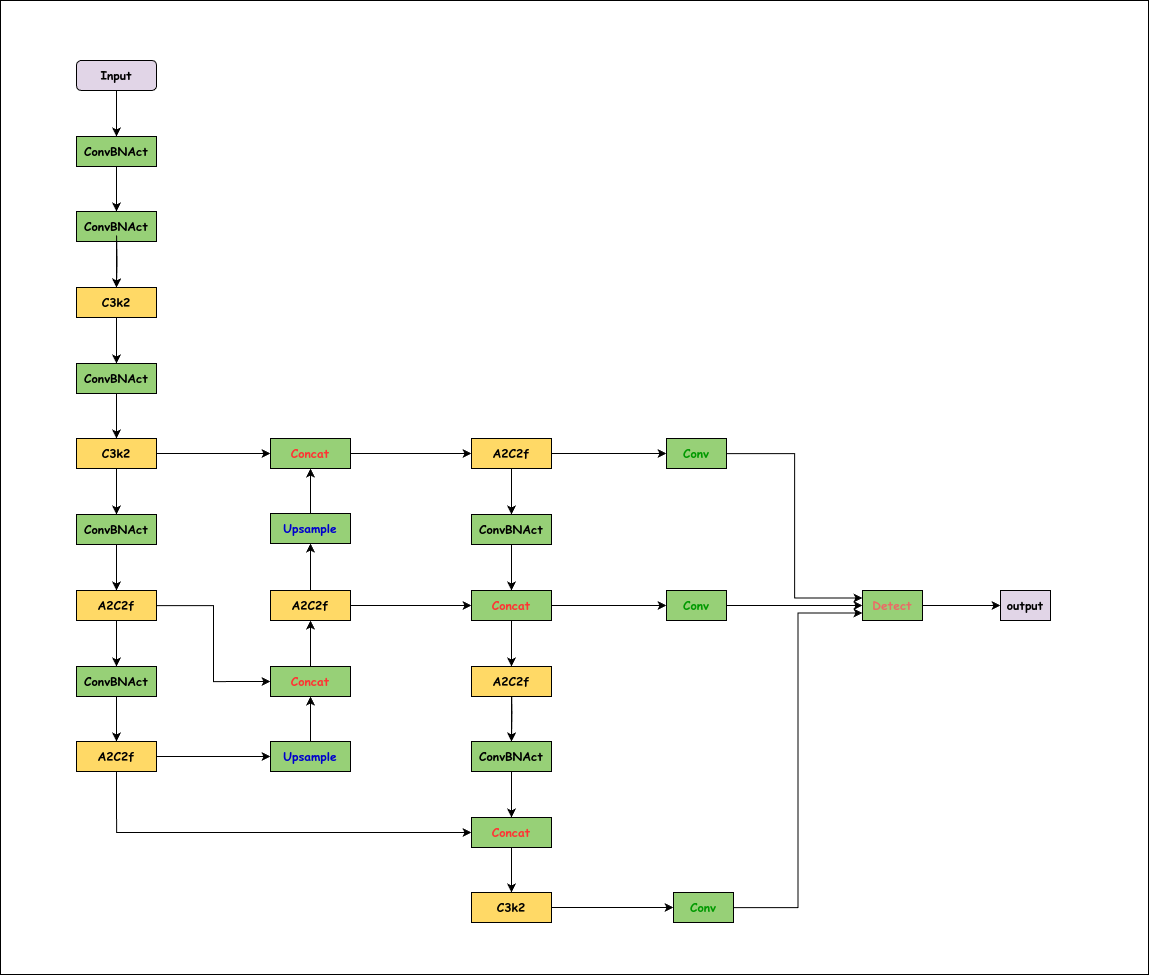 Input
ConvBNAct
ConvBNAct
C3k2
ConvBNAct
C3k2
Concat
A2C2f
Conv
ConvBNAct
Upsample
ConvBNAct
A2C2f
A2C2f
Concat
Conv
Detect
output
ConvBNAct
Concat
A2C2f
A2C2f
Upsample
ConvBNAct
Concat
C3k2
Conv